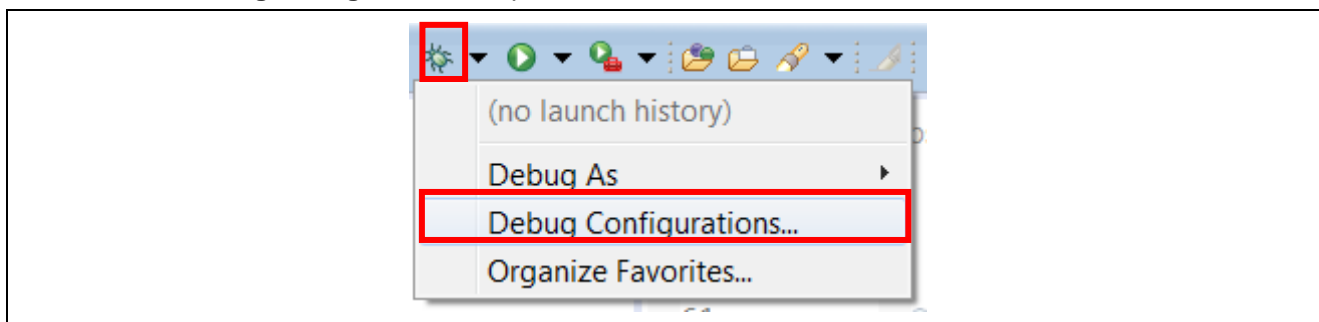 (no launch history)
Debug As
Debug Configurations...
Organize Favorites...